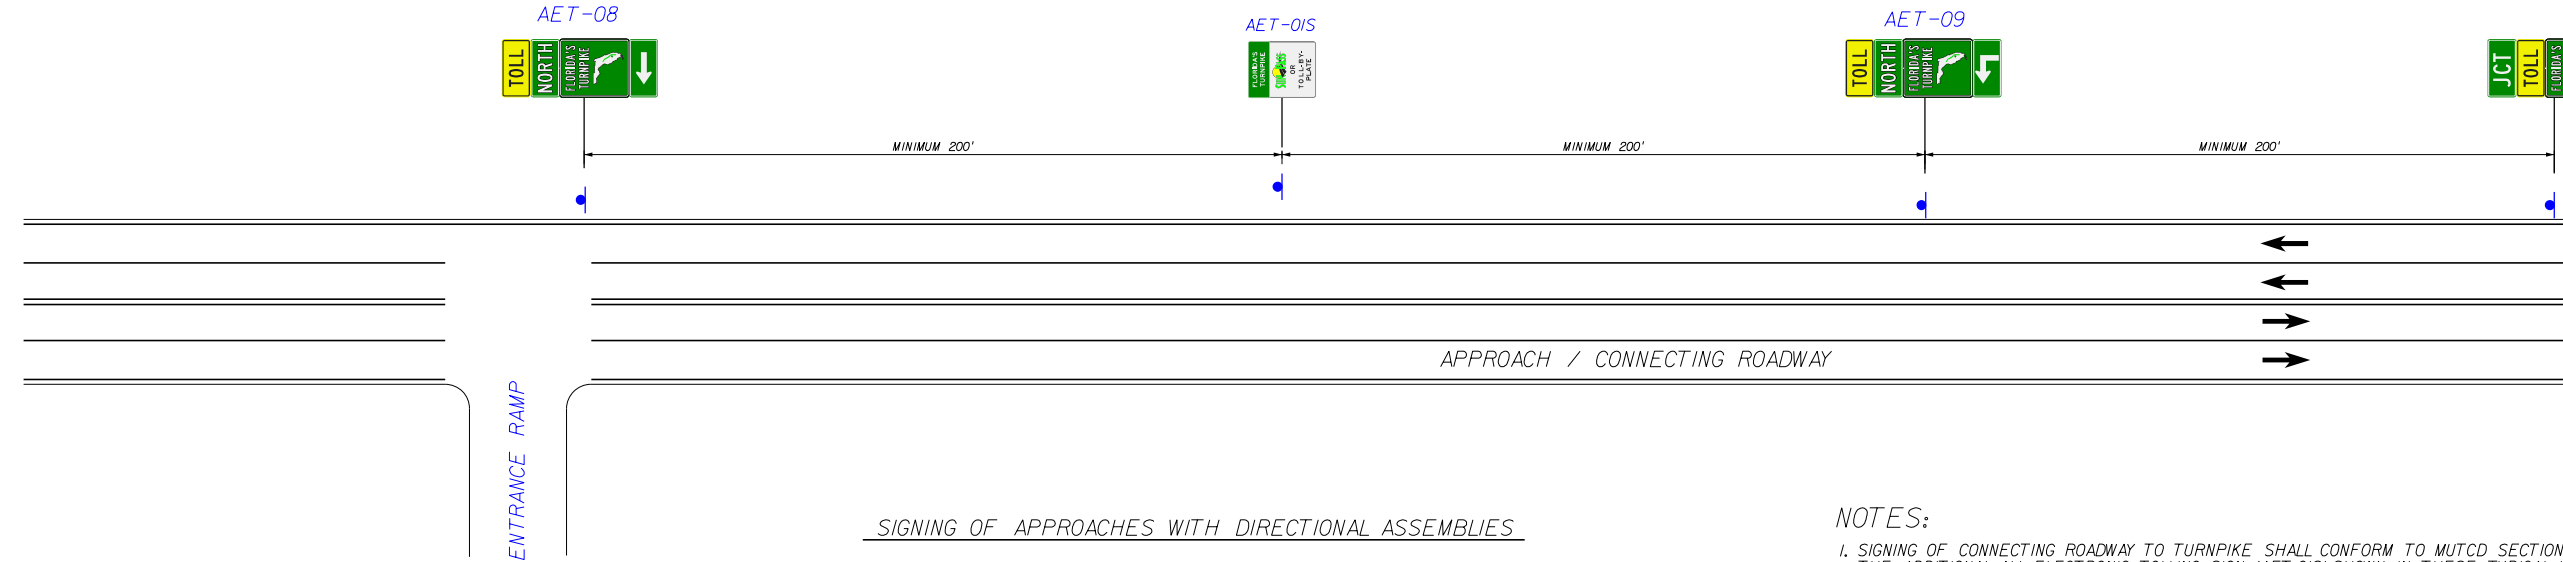 AET-08
TOLL
NORTH
FLORIDA'S
TURNPIKE
AET-01S
FLORIDA'S
TURNPIKE
SUNPASS
OR
TOLL-BY-
PLATE
AET-09
TOLL
NORTH
FLORIDA'S
TURNPIKE
JCT
TOLL
FLORIDA'S
MINIMUM 200'
MINIMUM 200'
MINIMUM 200'
APPROACH / CONNECTING ROADWAY
ENTRANCE RAMP
SIGNING OF APPROACHES WITH DIRECTIONAL ASSEMBLIES
NOTES:
1. SIGNING OF CONNECTING ROADWAY TO TURNPIKE SHALL CONFORM TO MUTCD SECTION